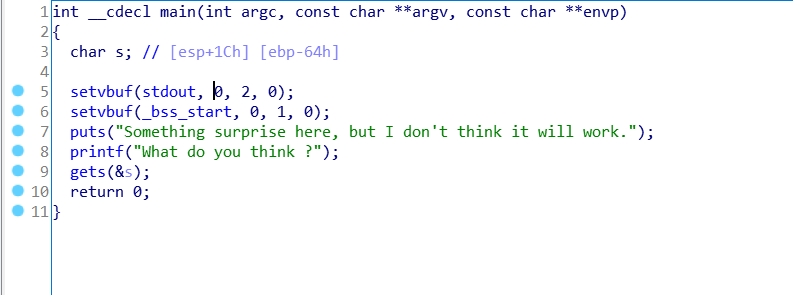 1 int __cdecl main(int argc, const char **argv, const char **envp)
2 {
3 char s; // [esp+1Ch] [ebp-64h]
4
5 setvbuf(stdout, 0, 2, 0);
6 setvbuf(_bss_start, 0, 1, 0);
7 puts("Something surprise here, but I don't think it will work.");
8 printf("What do you think ?");
9 gets(&s);
10 return 0;
11 }